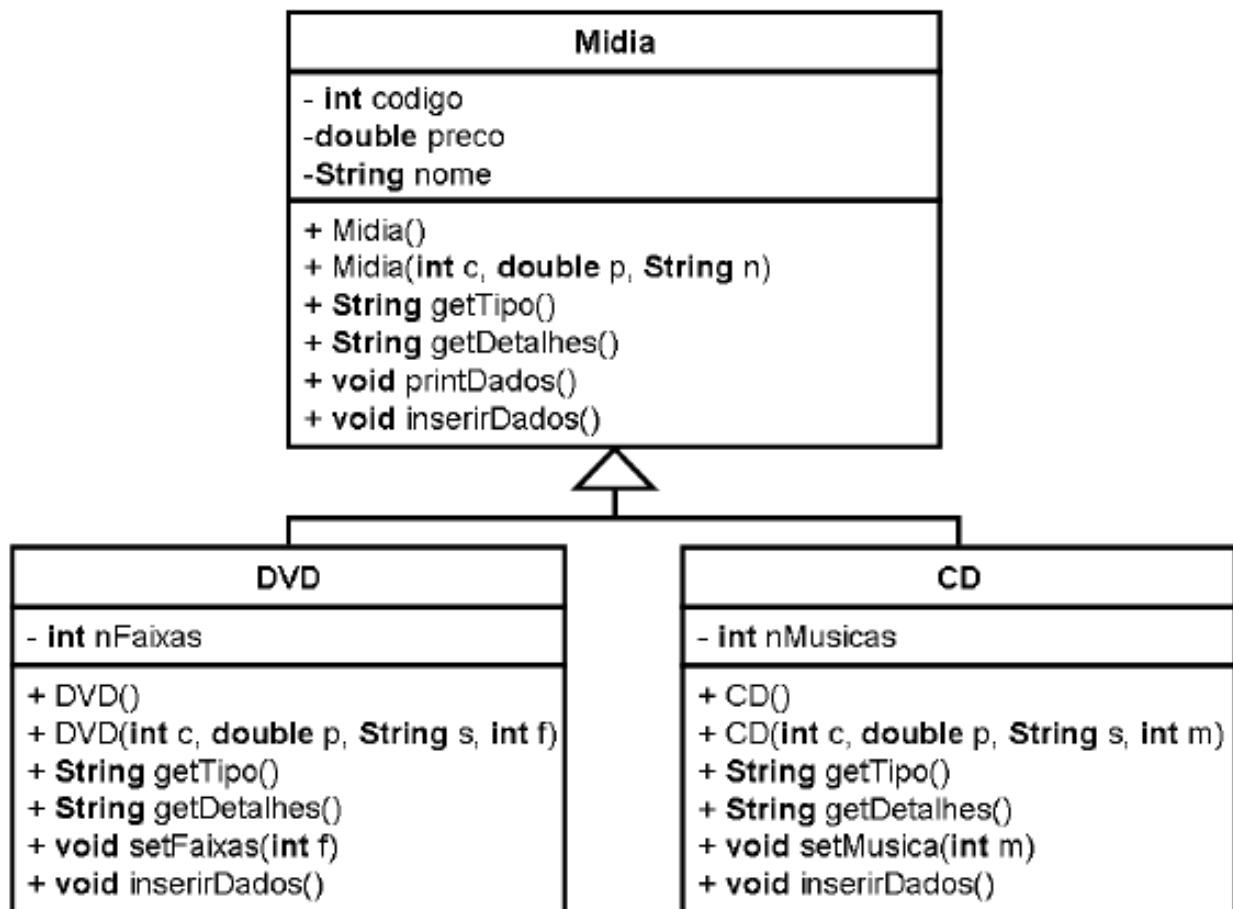 Midia
- int codigo
-double preco
-String nome
+ Midia()
+ Midia(int c, double p, String n)
+ String getTipo()
+ String getDetalhes()
+ void printDados()
+ void inserirDados()
DVD
- int nFaixas
+ DVD()
+ DVD(int c, double p, String s, int f)
+ String getTipo()
+ String getDetalhes()
+ void setFaixas(int f)
+ void inserirDados()
CD
- int nMusicas
+ CD()
+ CD(int c, double p, String s, int m)
+ String getTipo()
+ String getDetalhes()
+ void setMusica(int m)
+ void inserirDados()